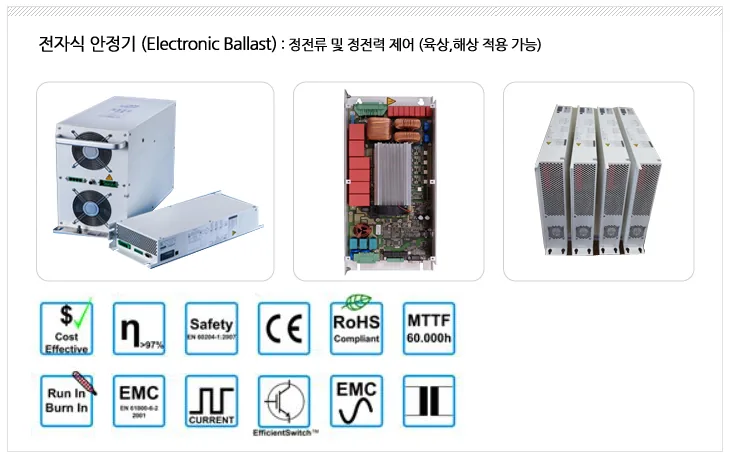 전자식 안정기 (Electronic Ballast) : 정전류 및 정전력 제어 (육상,해상 적용 가능)
$
Cost
Effective
η>97%
Safety
EN 60204-1:2007
CE
RoHS
Compliant
MTTF
60.000h
Run In
Burn In
EMC
EN 61000-6-2
2001
CURRENT
EfficientSwitch™
EMC